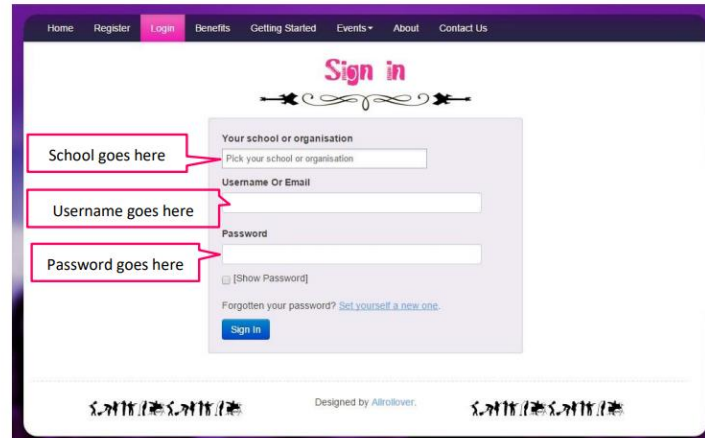 Home Register Login Benefits Getting Started Events About Contact Us
Sign in
Your school or organisation
School goes here
Pick your school or organisation
Username Or Email
Username goes here
Password
Password goes here
[Show Password]
Forgotten your password? Set yourself a new one.
Sign In
Designed by Allrollover.